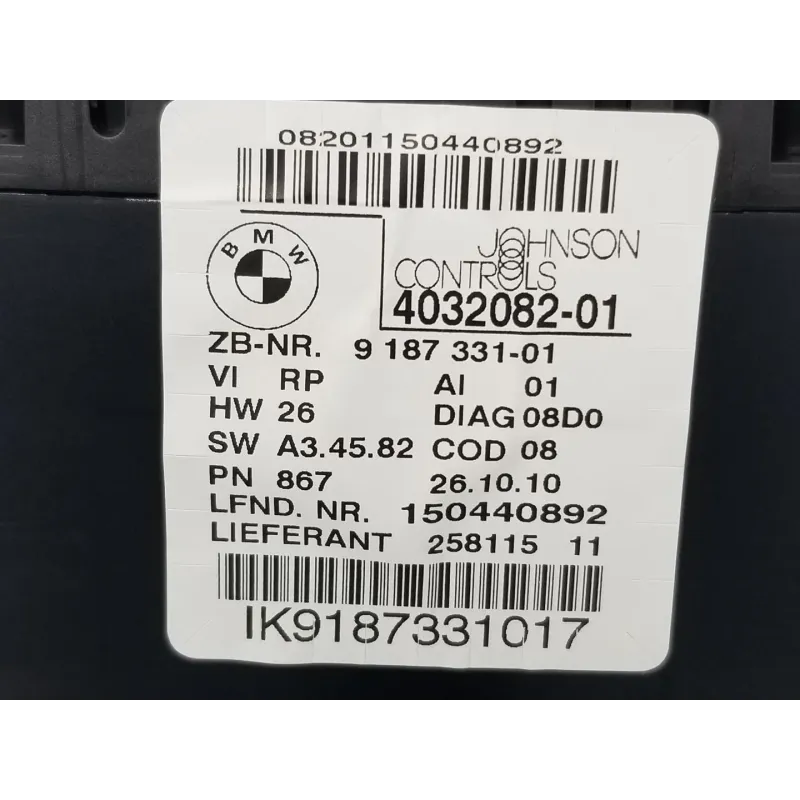 08201150440892
BMW
JOHNSON
CONTROLS
4032082-01
ZB-NR. 9 187 331-01
VI RP AI 01
HW 26 DIAG 08D0
SW A3.45.82 COD 08
PN 867 26.10.10
LFND. NR. 150440892
LIEFERANT 258115 11
IK9187331017